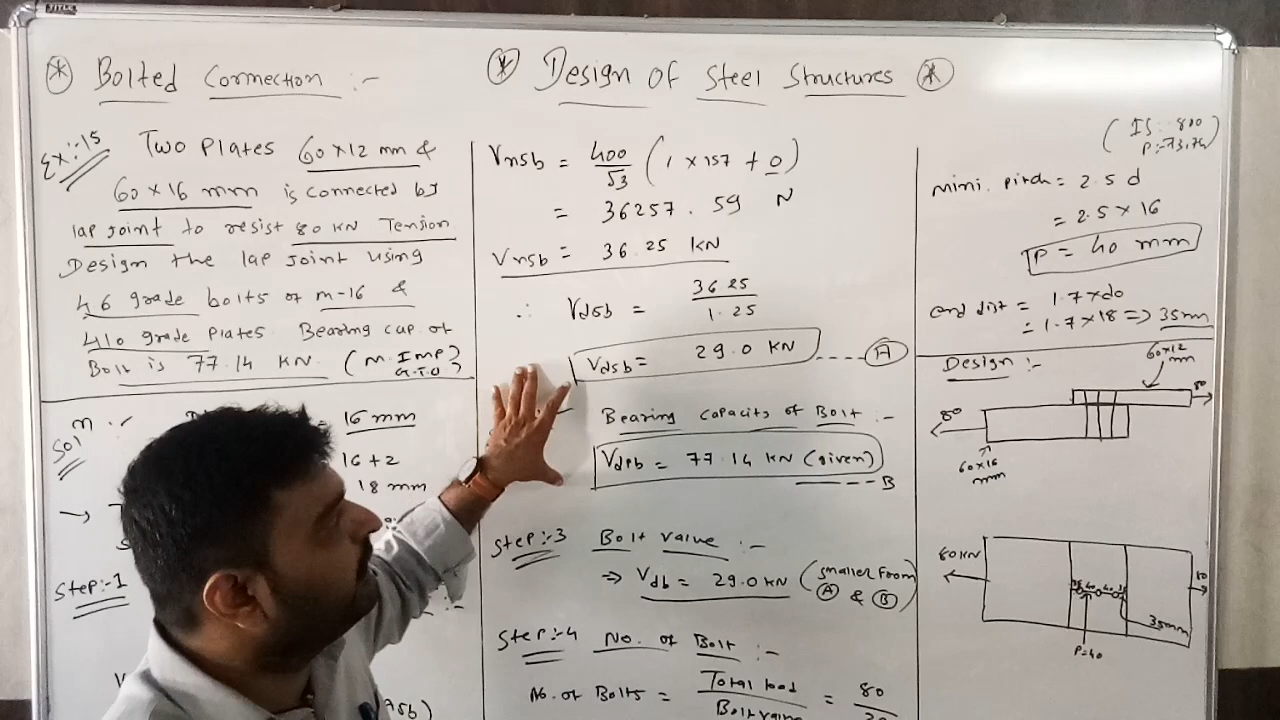 * Bolted Connection :-
* Design of Steel Structures *
Ex:-15 Two Plates 60×12 mm &
60×16 mm is connected by
lap joint to resist 80 KN Tension
Design the lap joint using
4.6 grade bolts of m-16 &
410 grade plates. Bearing cap. of
Bolt is 77.14 KN. (M.IMP
G.T.U)
Sol
= 16 mm
16+2
18 mm
Step:-1
Vnsb = 400/√3 (1 × 157 + 0)
= 36257.59 N
Vnsb = 36.25 KN
∴ Vdsb = 36.25/1.25
Vdsb = 29.0 KN ----(A)
Bearing capacity of Bolt :-
Vdpb = 77.14 KN (given)
---- B
Step:-3 Bolt value :-
⇒ Vdb = 29.0 KN (smaller from
(A) & (B))
Step:-4 No. of Bolt :-
No. of Bolts = Total load / Bolt value = 80/
(IS: 800
P:-73,74)
mini. pitch = 2.5 d
= 2.5 × 16
P = 40 mm
end dist = 1.7 × do
= 1.7 × 18 ⇒ 35mm
Design :-
60×12
mm
80
80
60×16
mm
80KN
80
35mm
P=40